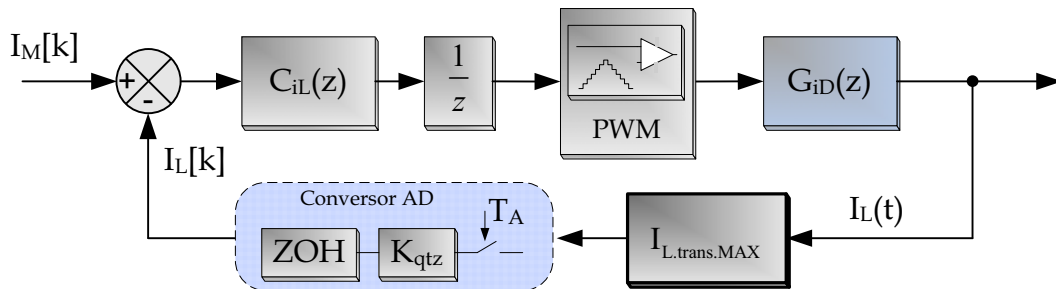 I_M[k]
+
-
C_iL(z)
1
z
PWM
G_iD(z)
I_L[k]
Conversor AD
ZOH
K_qtz
T_A
I_L.trans.MAX
I_L(t)